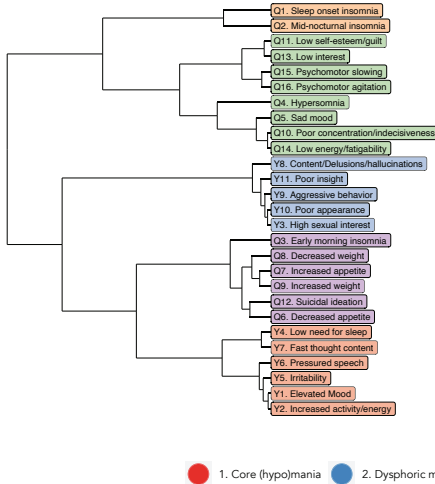 Q1. Sleep onset insomnia
Q2. Mid-nocturnal insomnia
Q11. Low self-esteem/guilt
Q13. Low interest
Q15. Psychomotor slowing
Q16. Psychomotor agitation
Q4. Hypersomnia
Q5. Sad mood
Q10. Poor concentration/indecisiveness
Q14. Low energy/fatigability
Y8. Content/Delusions/hallucinations
Y11. Poor insight
Y9. Aggressive behavior
Y10. Poor appearance
Y3. High sexual interest
Q3. Early morning insomnia
Q8. Decreased weight
Q7. Increased appetite
Q9. Increased weight
Q12. Suicidal ideation
Q6. Decreased appetite
Y4. Low need for sleep
Y7. Fast thought content
Y6. Pressured speech
Y5. Irritability
Y1. Elevated Mood
Y2. Increased activity/energy
1. Core (hypo)mania 2. Dysphoric m